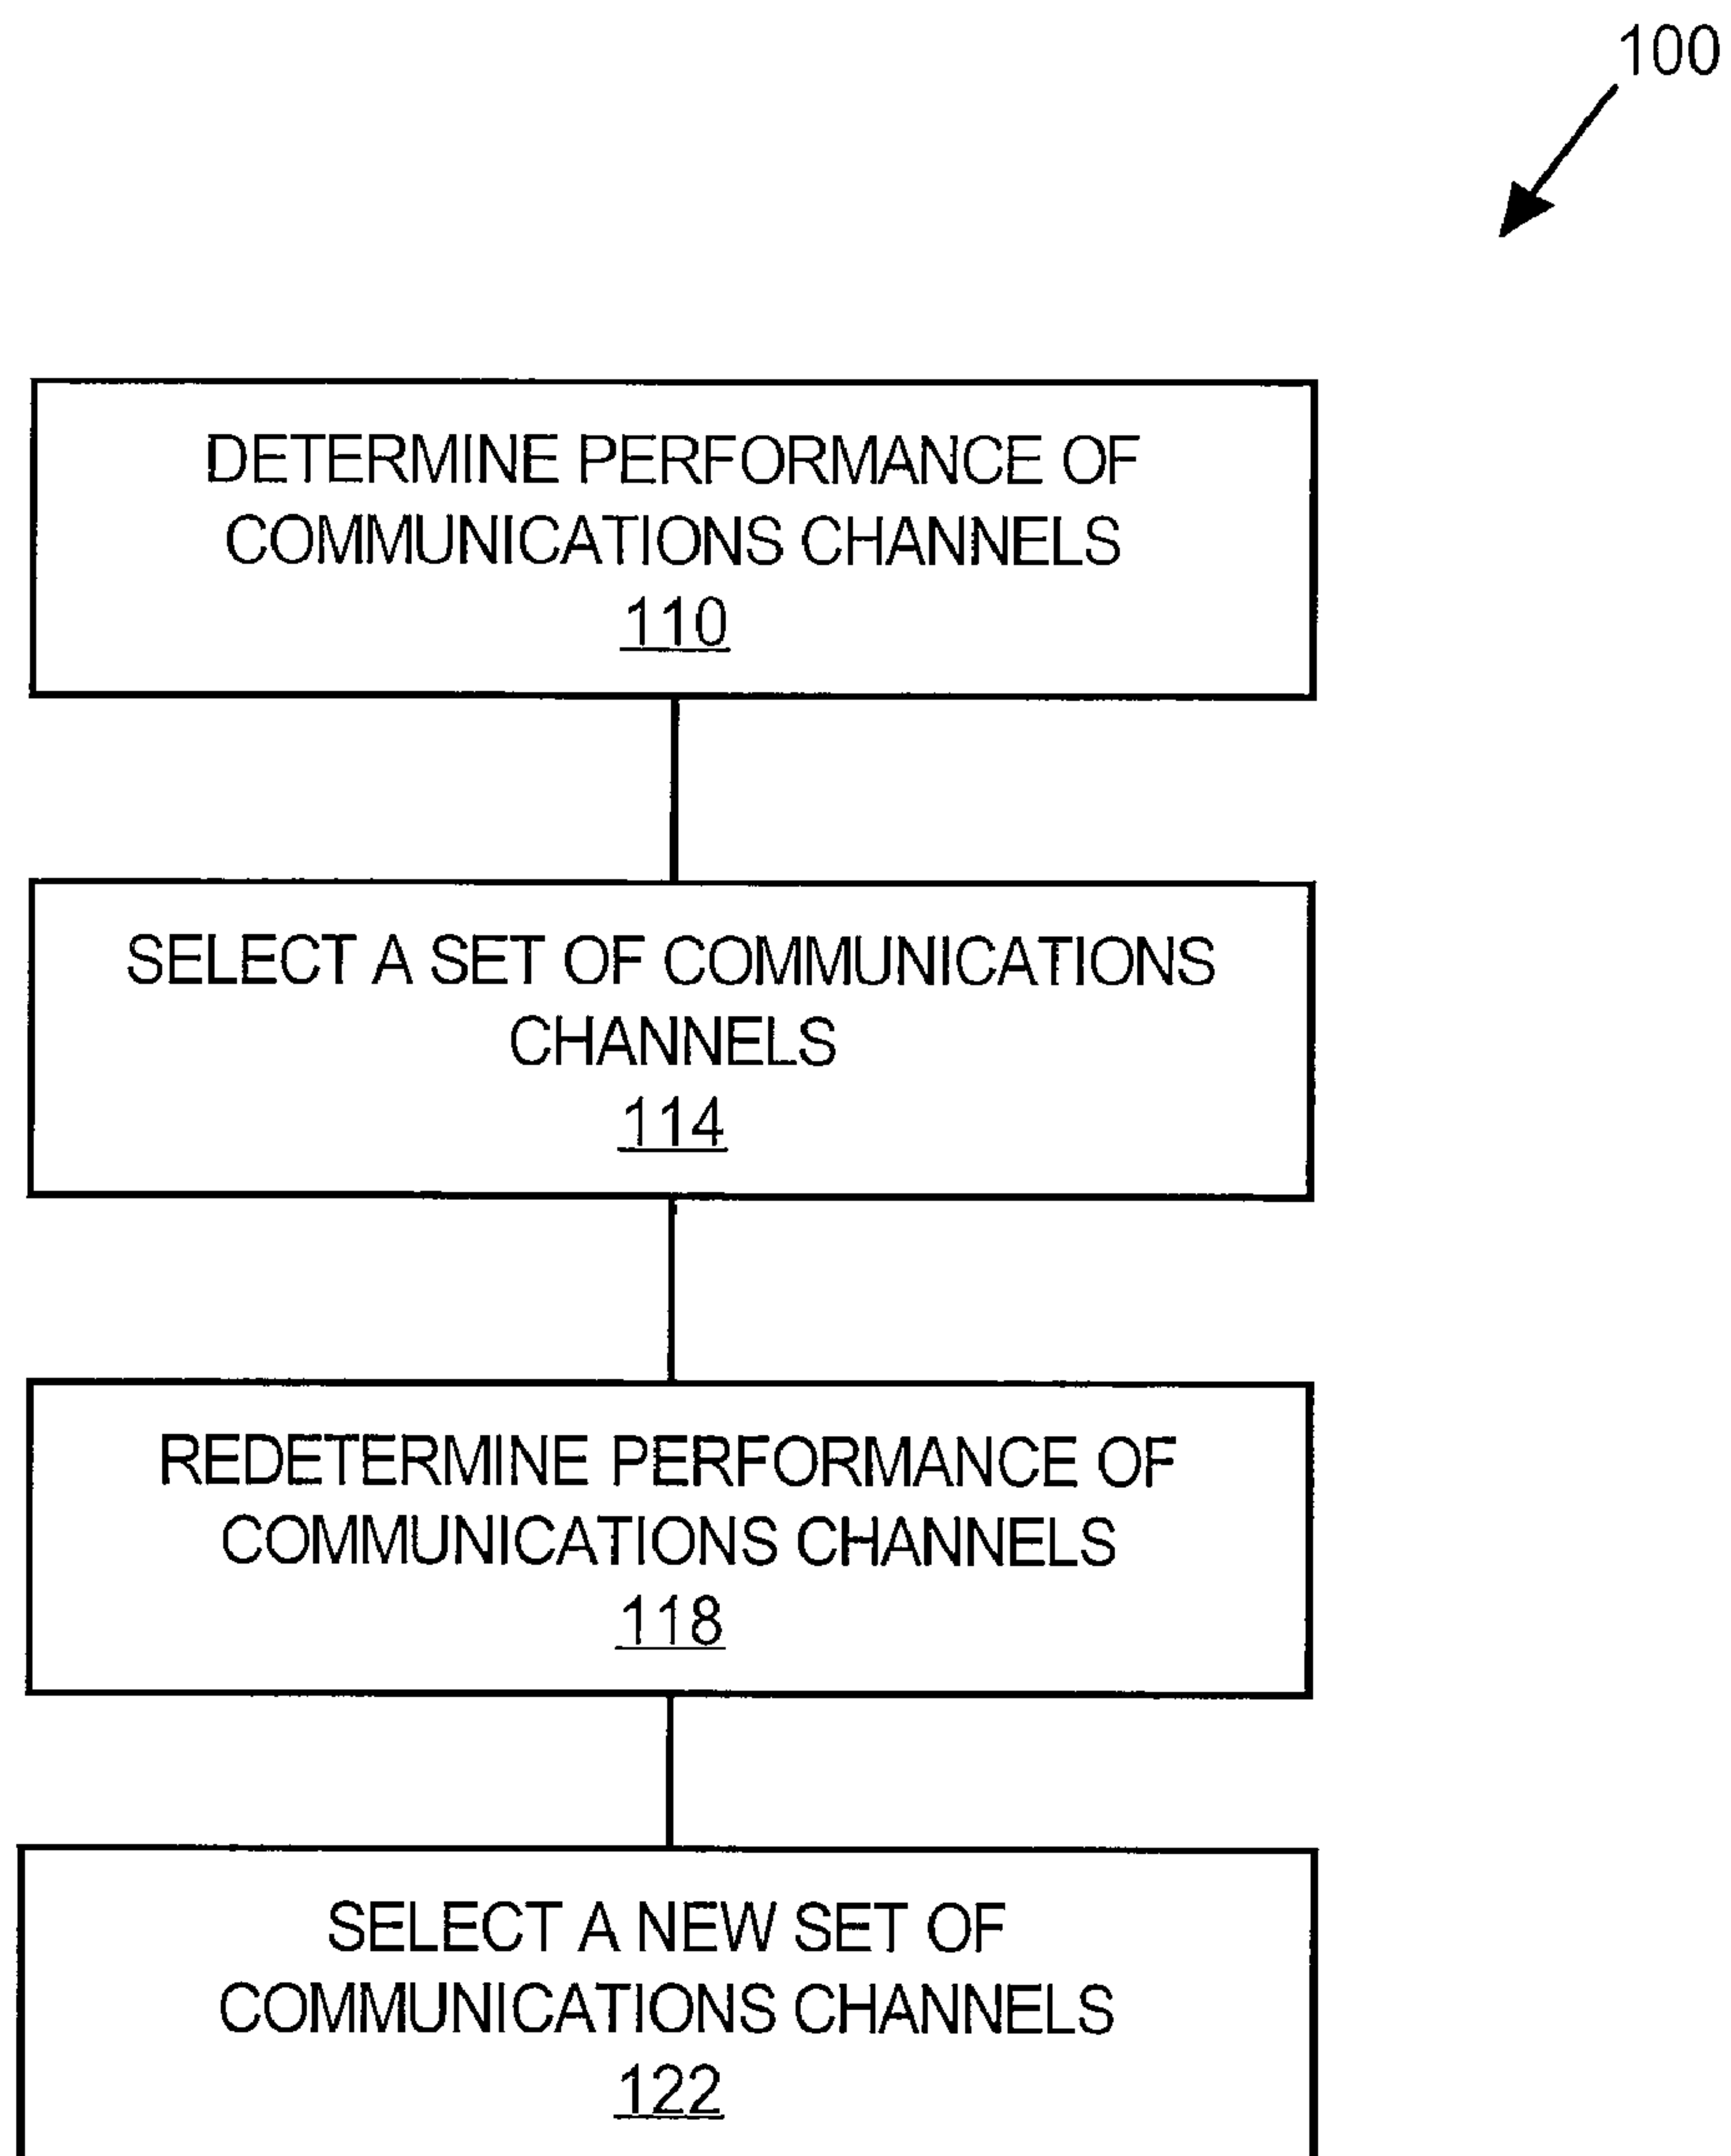 100
DETERMINE PERFORMANCE OF
COMMUNICATIONS CHANNELS
110
SELECT A SET OF COMMUNICATIONS
CHANNELS
114
REDETERMINE PERFORMANCE OF
COMMUNICATIONS CHANNELS
118
SELECT A NEW SET OF
COMMUNICATIONS CHANNELS
122